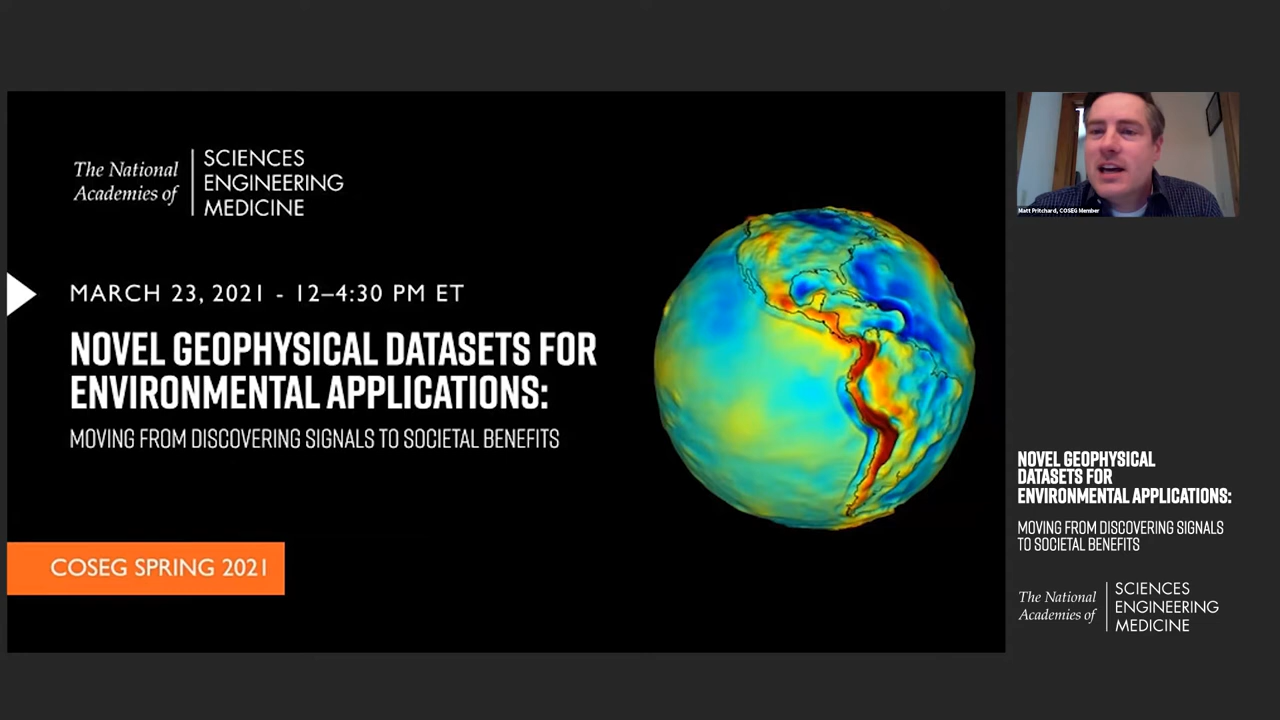 The National
Academies of
SCIENCES
ENGINEERING
MEDICINE
MARCH 23, 2021 - 12–4:30 PM ET
NOVEL GEOPHYSICAL DATASETS FOR
ENVIRONMENTAL APPLICATIONS:
MOVING FROM DISCOVERING SIGNALS TO SOCIETAL BENEFITS
COSEG SPRING 2021
Matt Pritchard, COSEG Member
NOVEL GEOPHYSICAL
DATASETS FOR
ENVIRONMENTAL APPLICATIONS:
MOVING FROM DISCOVERING SIGNALS
TO SOCIETAL BENEFITS
The National
Academies of
SCIENCES
ENGINEERING
MEDICINE